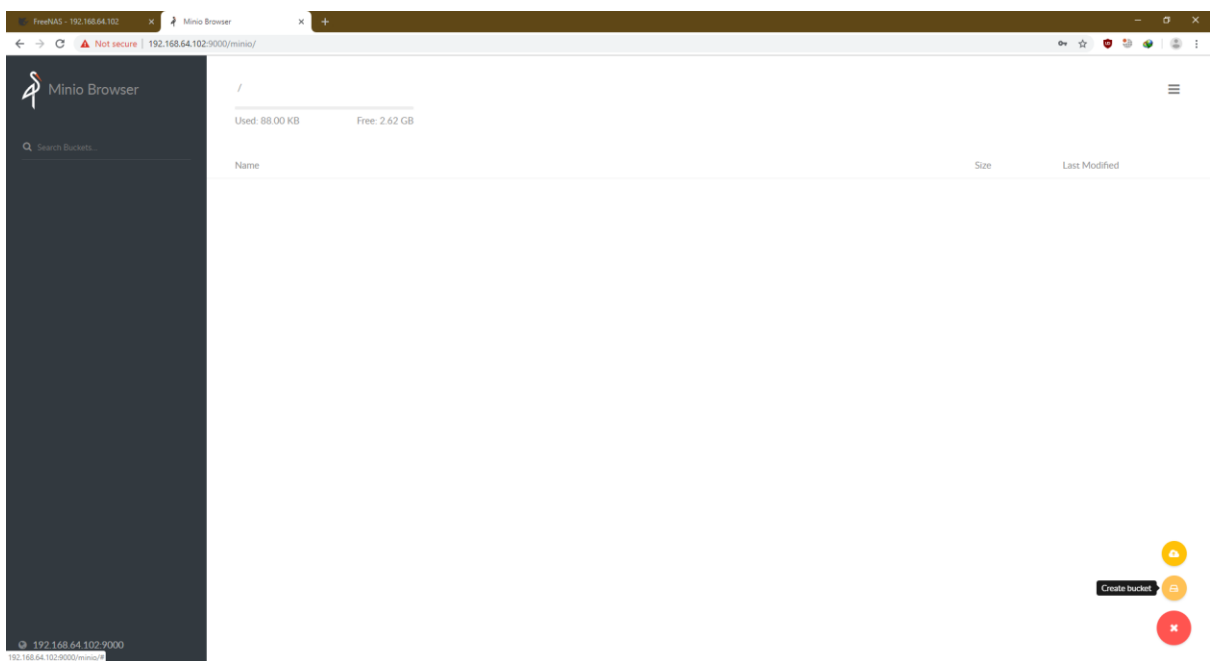 FreeNAS - 192.168.64.102
Minio Browser
Not secure | 192.168.64.102:9000/minio/
Minio Browser
/
Used: 88.00 KB Free: 2.62 GB
Search Buckets...
Name Size Last Modified
Create bucket
192.168.64.102:9000
192.168.64.102:9000/minio/#